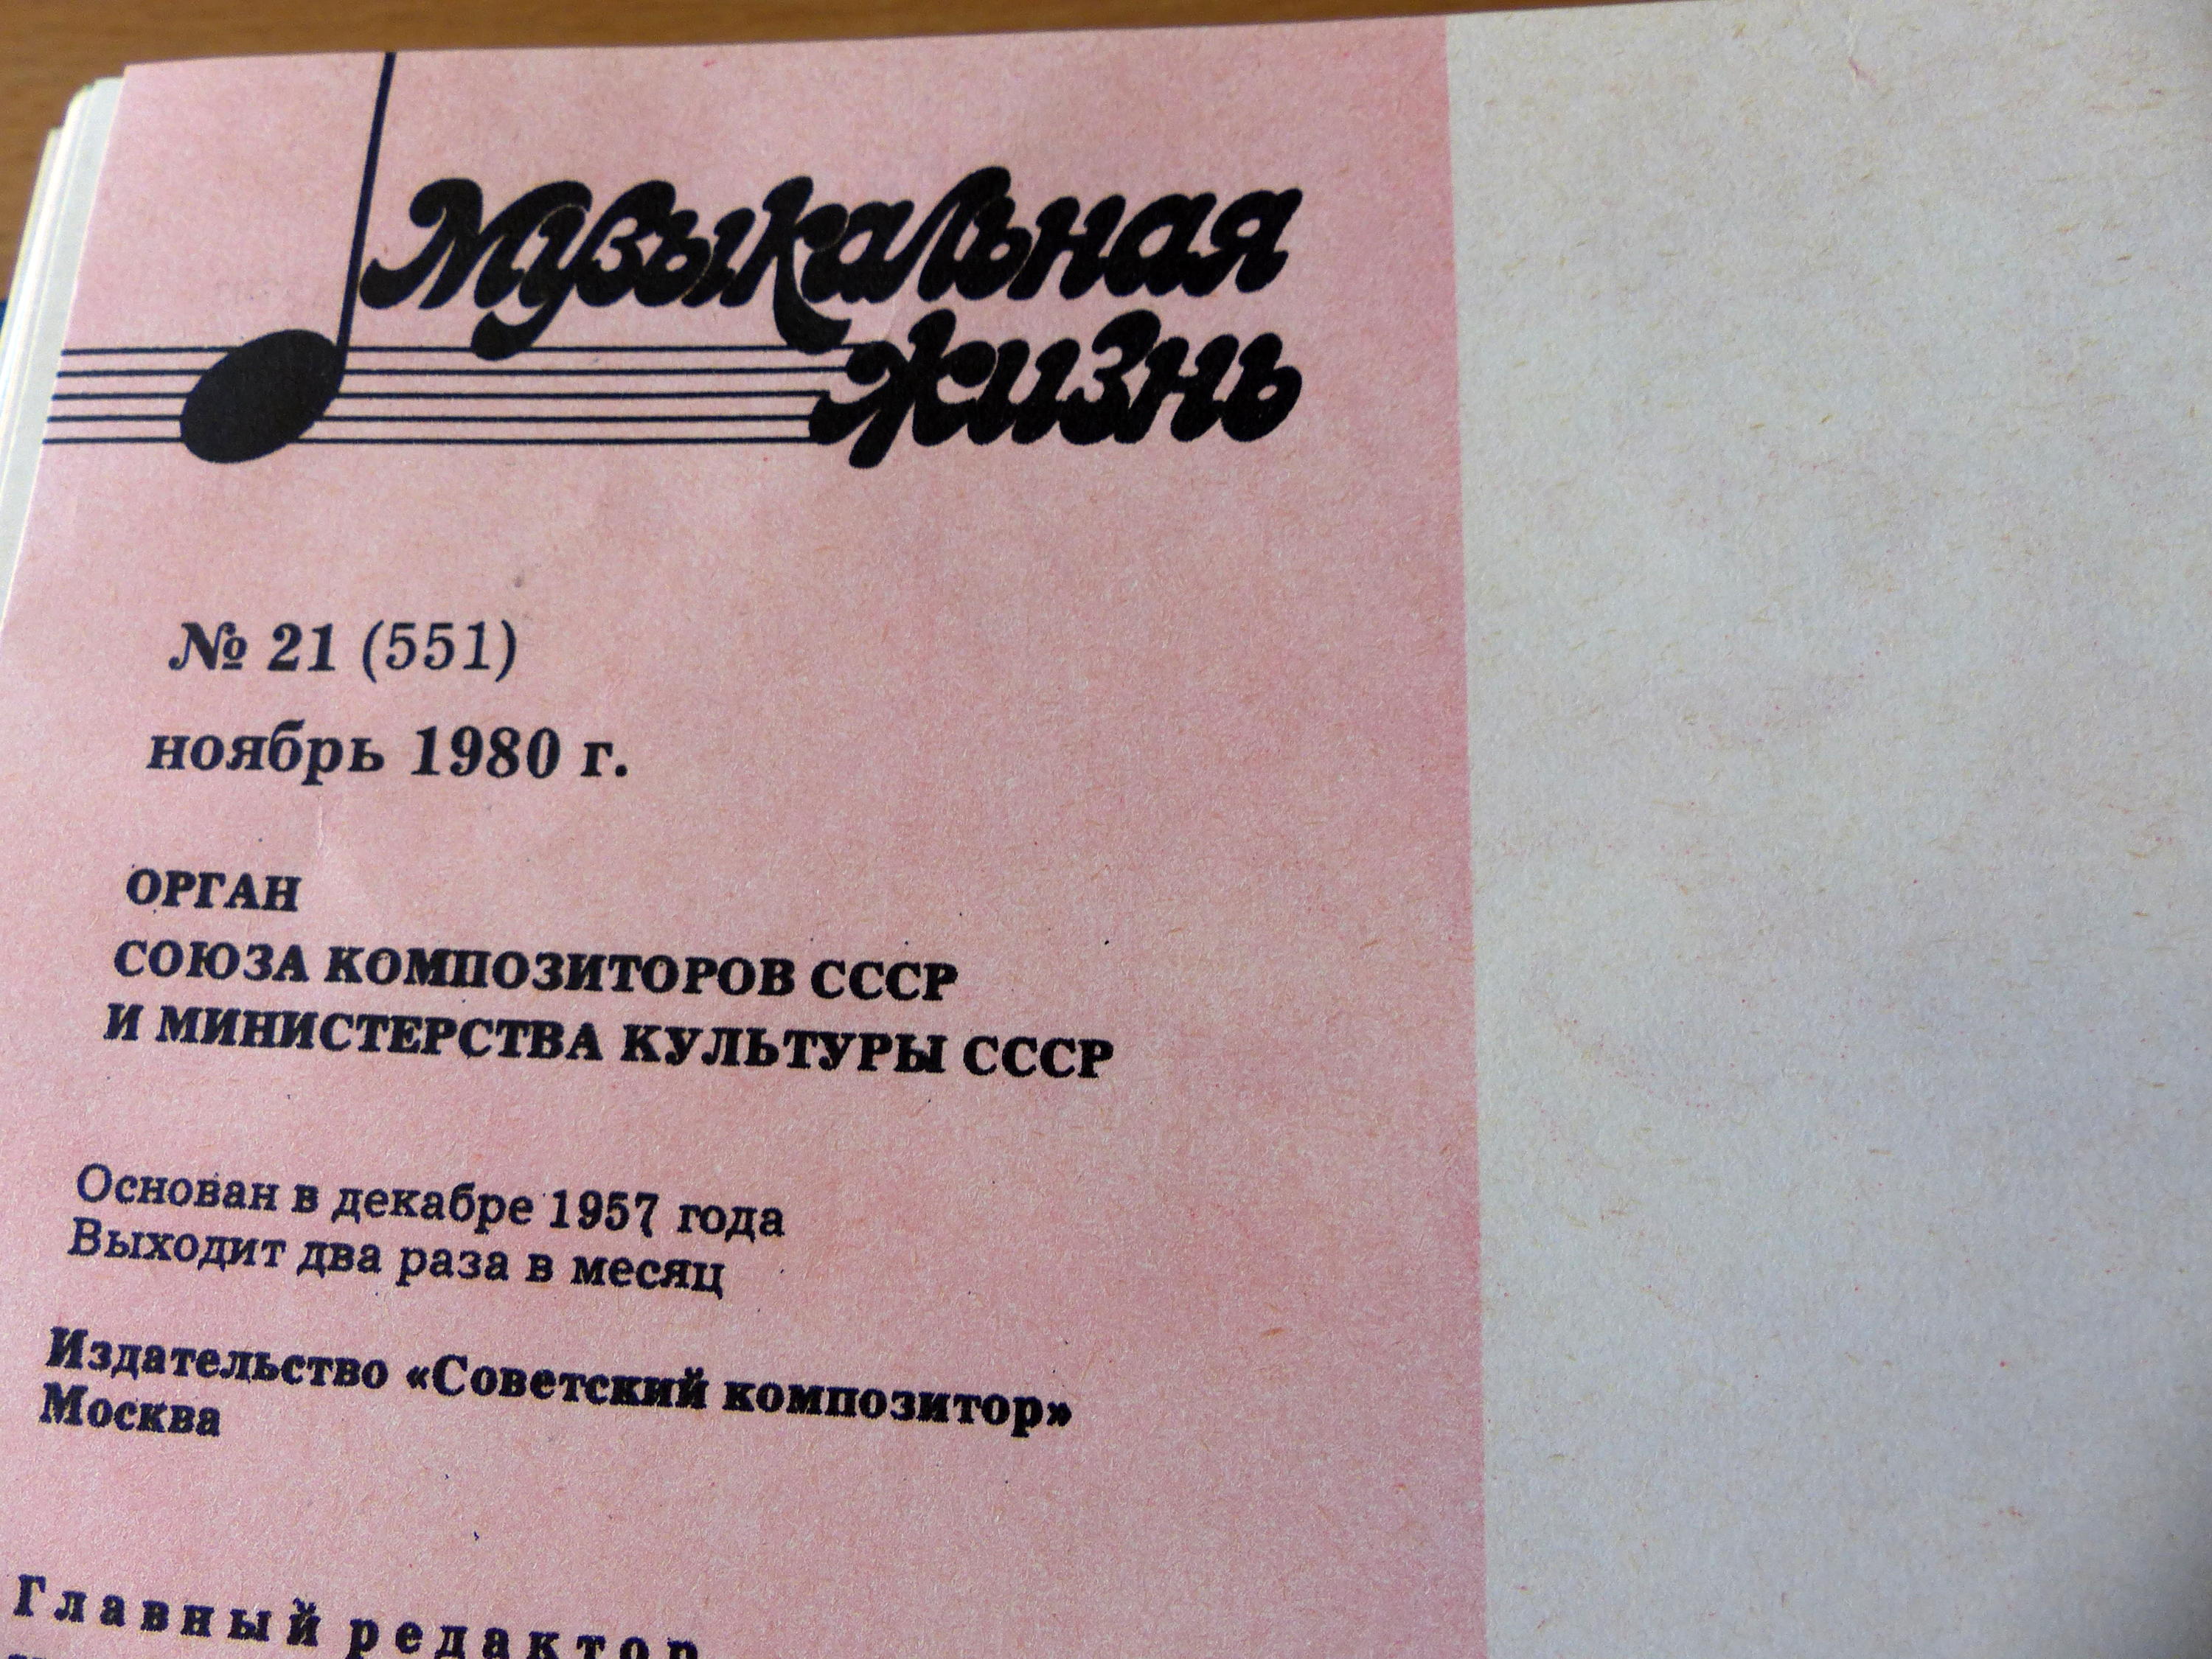 Музыкальная
жизнь
№ 21 (551)
ноябрь 1980 г.
ОРГАН
СОЮЗА КОМПОЗИТОРОВ СССР
И МИНИСТЕРСТВА КУЛЬТУРЫ СССР
Основан в декабре 1957 года
Выходит два раза в месяц
Издательство «Советский композитор»
Москва
Главный редактор